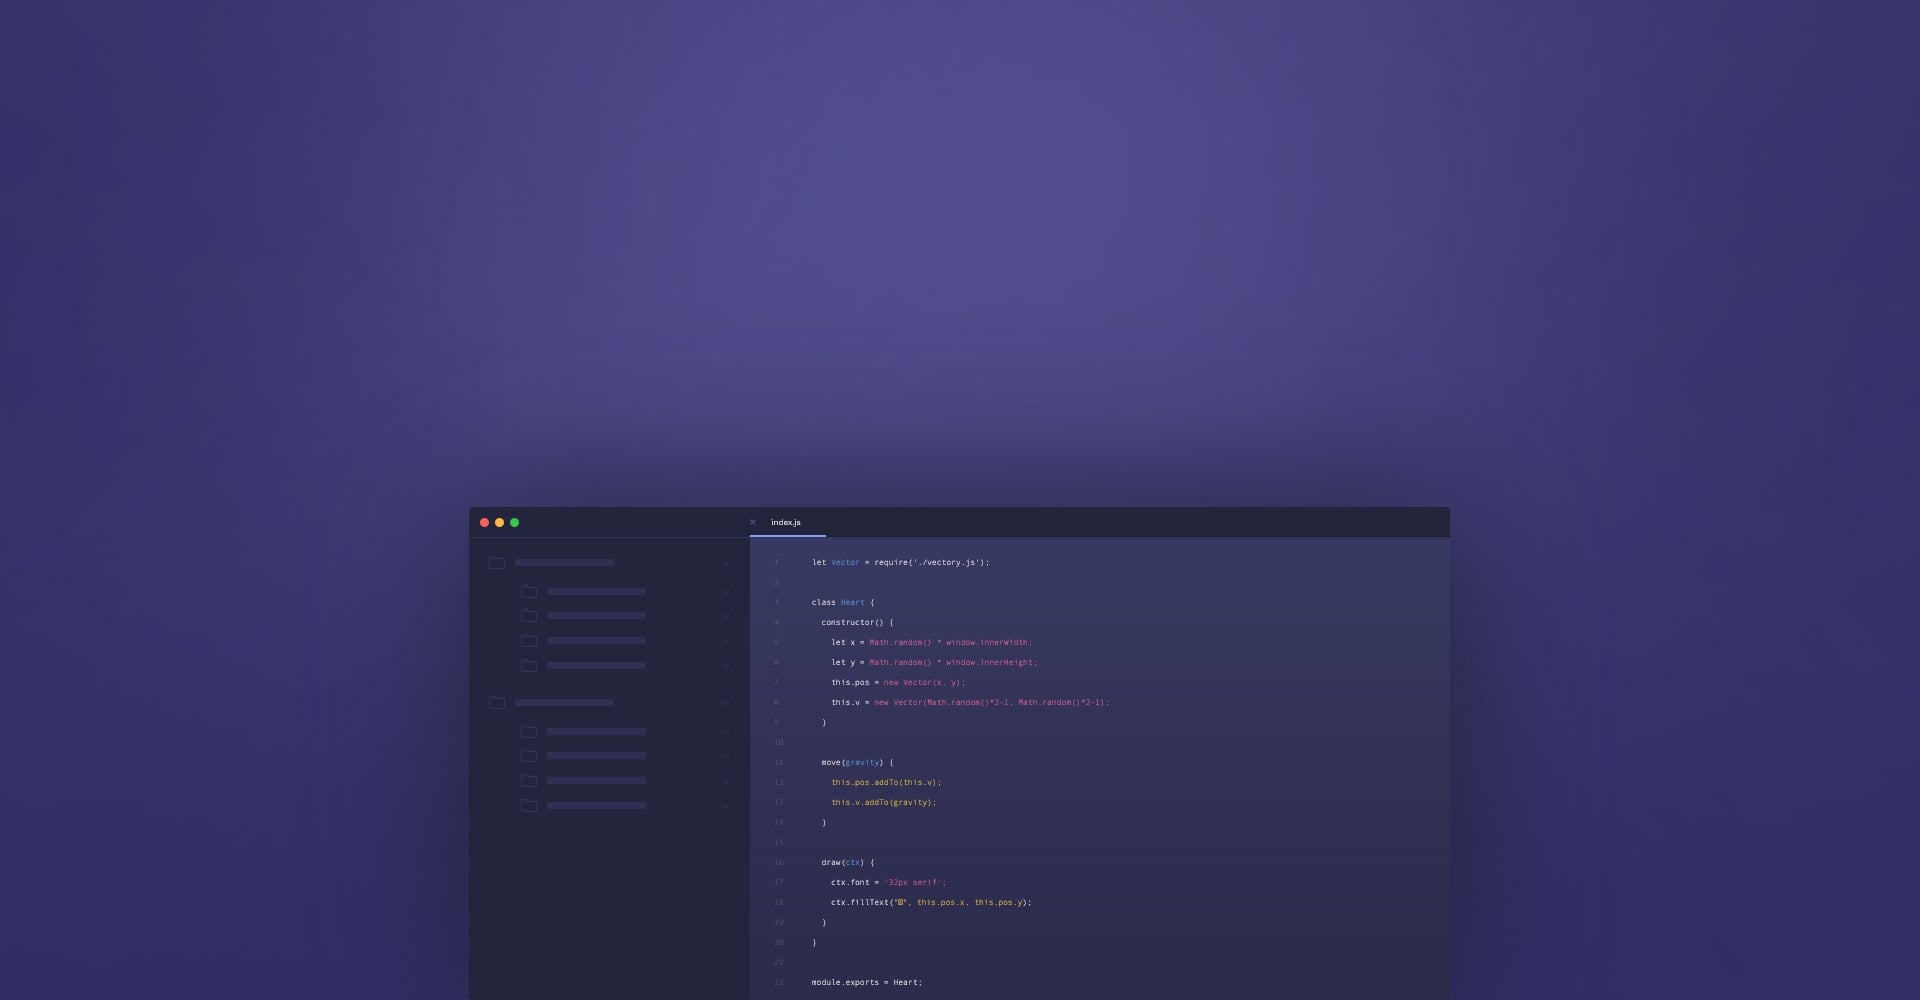 index.js
1 let Vector = require('./vectory.js');
2
3 class Heart {
4 constructor() {
5 let x = Math.random() * window.innerWidth;
6 let y = Math.random() * window.innerHeight;
7 this.pos = new Vector(x, y);
8 this.v = new Vector(Math.random()*2-1, Math.random()*2-1);
9 }
10
11 move(gravity) {
12 this.pos.addTo(this.v);
13 this.v.addTo(gravity);
14 }
15
16 draw(ctx) {
17 ctx.font = '32px serif';
18 ctx.fillText("", this.pos.x, this.pos.y);
19 }
20 }
21
22 module.exports = Heart;